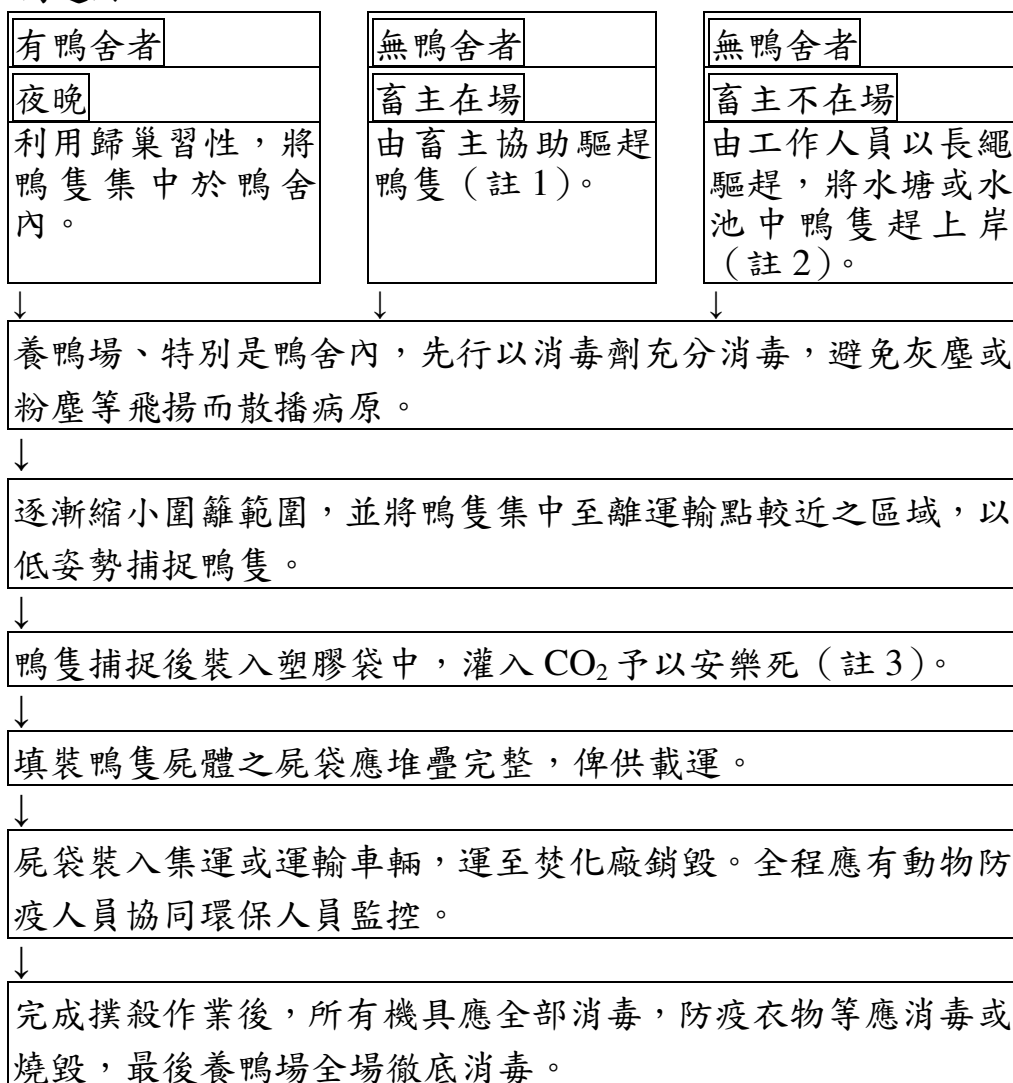 有鴨舍者
夜晚
利用歸巢習性，將
鴨隻集中於鴨舍
內。
無鴨舍者
畜主在場
由畜主協助驅趕
鴨隻（註1）。
無鴨舍者
畜主不在場
由工作人員以長繩
驅趕，將水塘或水
池中鴨隻趕上岸
（註2）。
↓ ↓ ↓
養鴨場、特別是鴨舍內，先行以消毒劑充分消毒，避免灰塵或
粉塵等飛揚而散播病原。
↓
逐漸縮小圍籬範圍，並將鴨隻集中至離運輸點較近之區域，以
低姿勢捕捉鴨隻。
↓
鴨隻捕捉後裝入塑膠袋中，灌入 CO₂ 予以安樂死（註3）。
↓
填裝鴨隻屍體之屍袋應堆疊完整，俾供載運。
↓
屍袋裝入集運或運輸車輛，運至焚化廠銷毀。全程應有動物防
疫人員協同環保人員監控。
↓
完成撲殺作業後，所有機具應全部消毒，防疫衣物等應消毒或
燒毀，最後養鴨場全場徹底消毒。